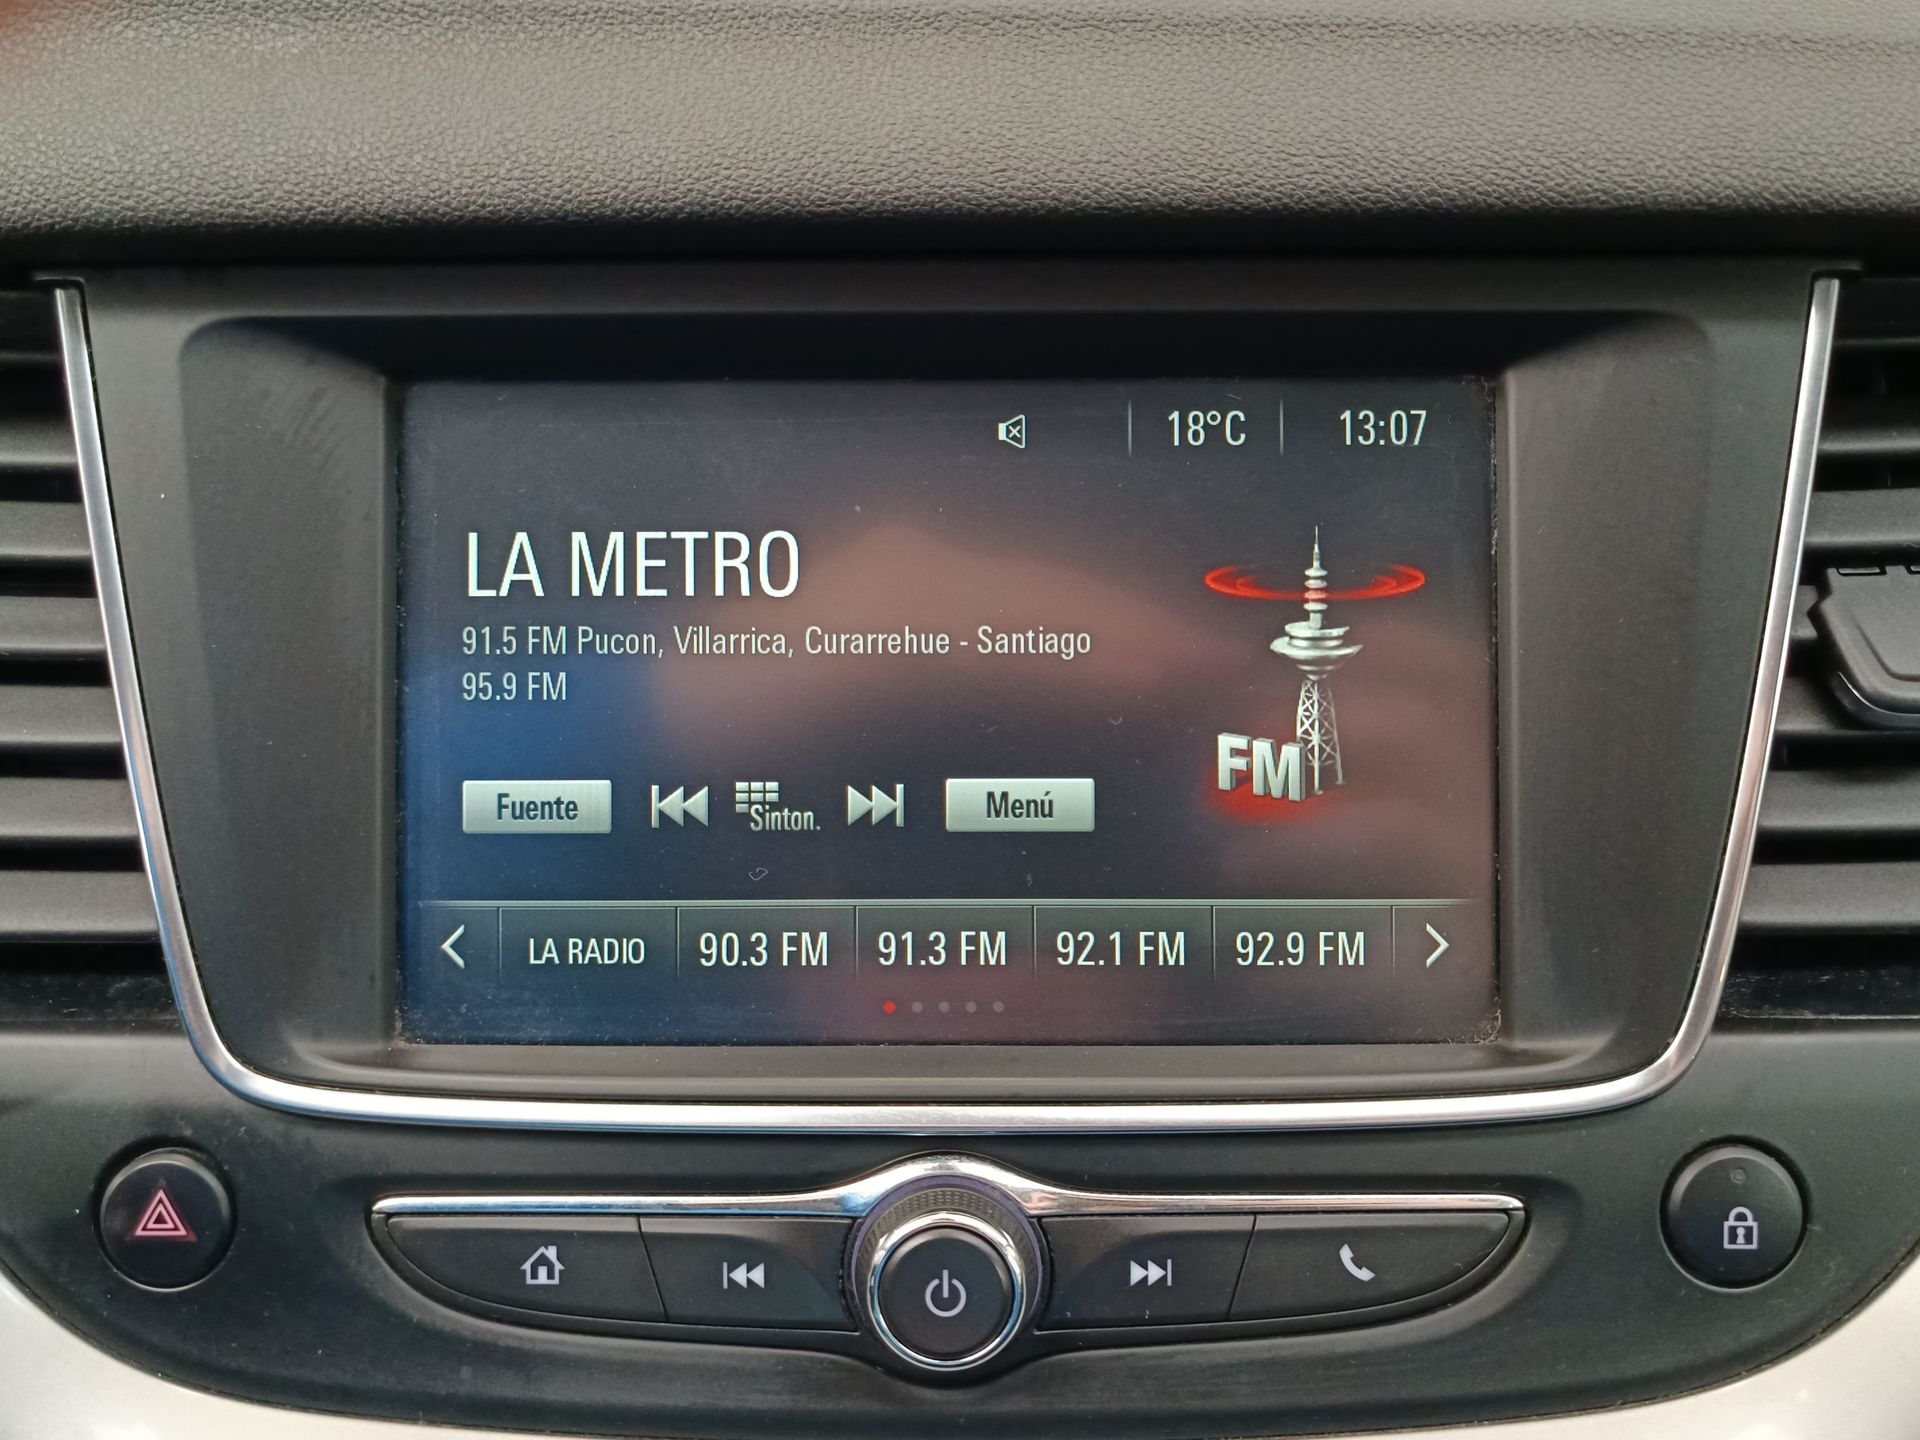 18°C 13:07
LA METRO
91.5 FM Pucon, Villarrica, Curarrehue - Santiago
95.9 FM
FM
Fuente Sinton. Menú
LA RADIO 90.3 FM 91.3 FM 92.1 FM 92.9 FM